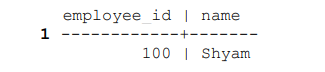 employee_id | name
1 ------------+-------
100 | Shyam